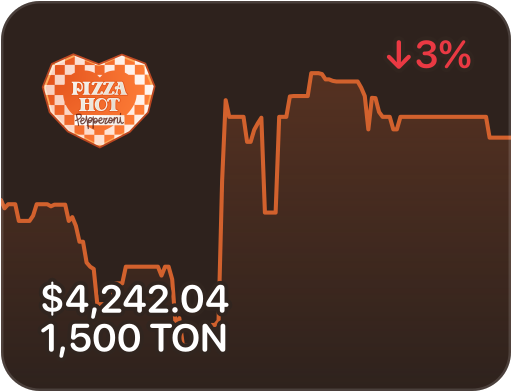 ↓3%
PIZZA
HOT
Pepperoni
$4,242.04
1,500 TON